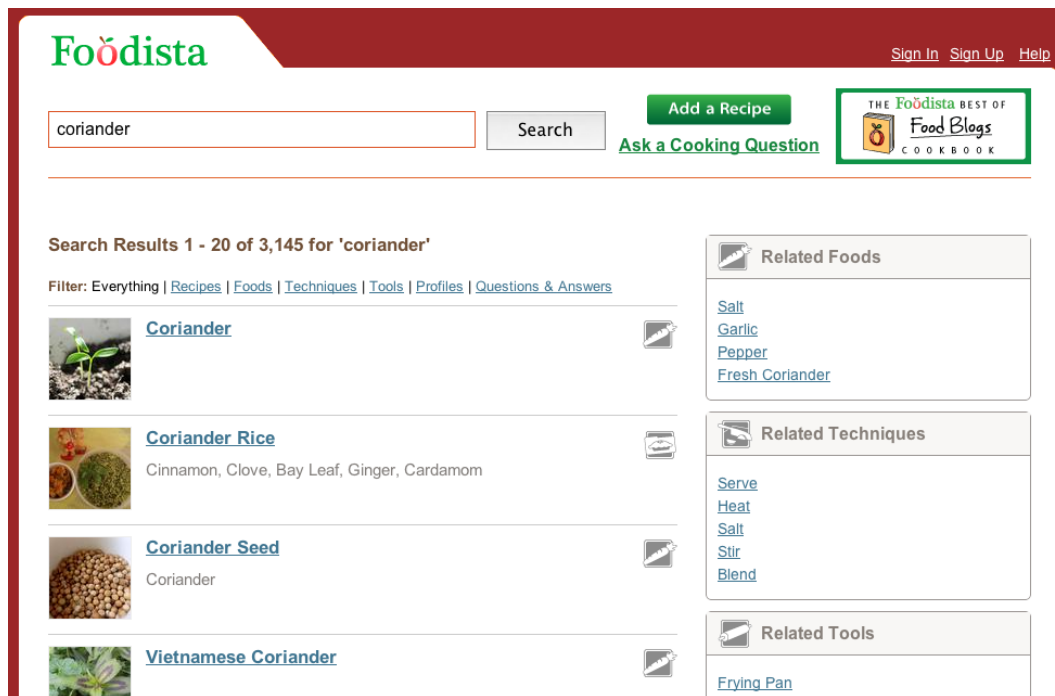 Foodista
Sign In Sign Up Help
coriander
Search
Add a Recipe
Ask a Cooking Question
THE Foodista BEST OF
Food Blogs
COOKBOOK
Search Results 1 - 20 of 3,145 for 'coriander'
Filter: Everything | Recipes | Foods | Techniques | Tools | Profiles | Questions & Answers
Coriander
Coriander Rice
Cinnamon, Clove, Bay Leaf, Ginger, Cardamom
Coriander Seed
Coriander
Vietnamese Coriander
Related Foods
Salt
Garlic
Pepper
Fresh Coriander
Related Techniques
Serve
Heat
Salt
Stir
Blend
Related Tools
Frying Pan